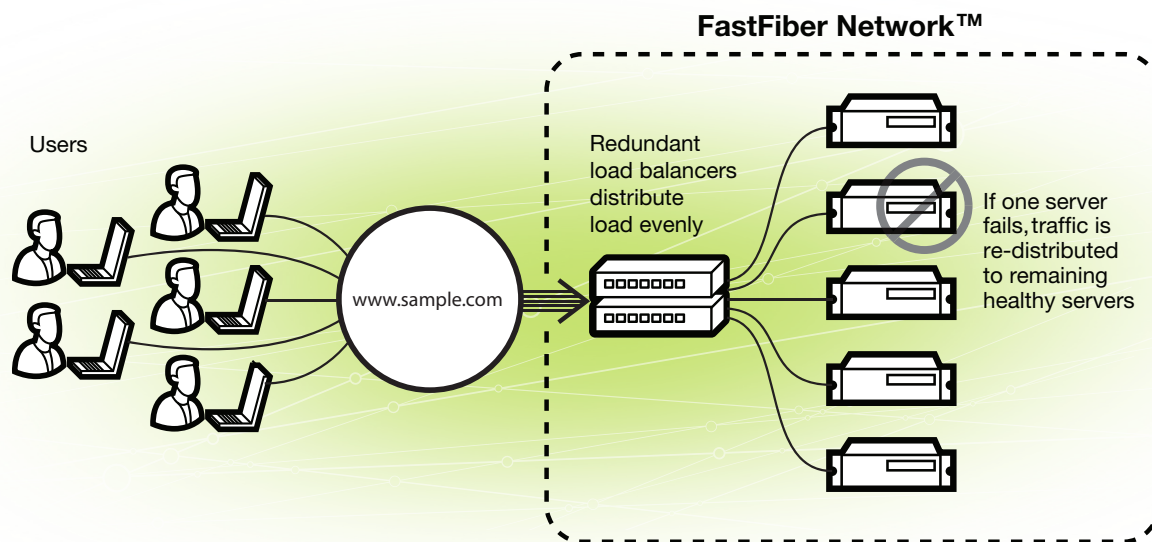 FastFiber Network™
Users
Redundant
load balancers
distribute
load evenly
www.sample.com
If one server
fails, traffic is
re-distributed
to remaining
healthy servers